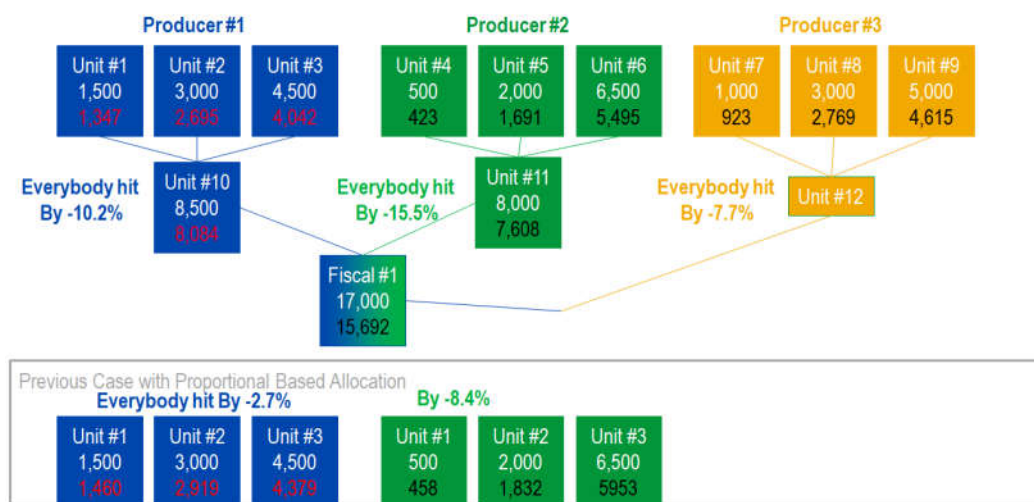 Producer #1
Producer #2
Producer #3
Unit #1
1,500
1,347
Unit #2
3,000
2,695
Unit #3
4,500
4,042
Unit #4
500
423
Unit #5
2,000
1,691
Unit #6
6,500
5,495
Unit #7
1,000
923
Unit #8
3,000
2,769
Unit #9
5,000
4,615
Everybody hit
By -10.2%
Unit #10
8,500
8,084
Everybody hit
By -15.5%
Unit #11
8,000
7,608
Everybody hit
By -7.7%
Unit #12
Fiscal #1
17,000
15,692
Previous Case with Proportional Based Allocation
Everybody hit By -2.7%
By -8.4%
Unit #1
1,500
1,460
Unit #2
3,000
2,919
Unit #3
4,500
4,379
Unit #1
500
458
Unit #2
2,000
1,832
Unit #3
6,500
5953